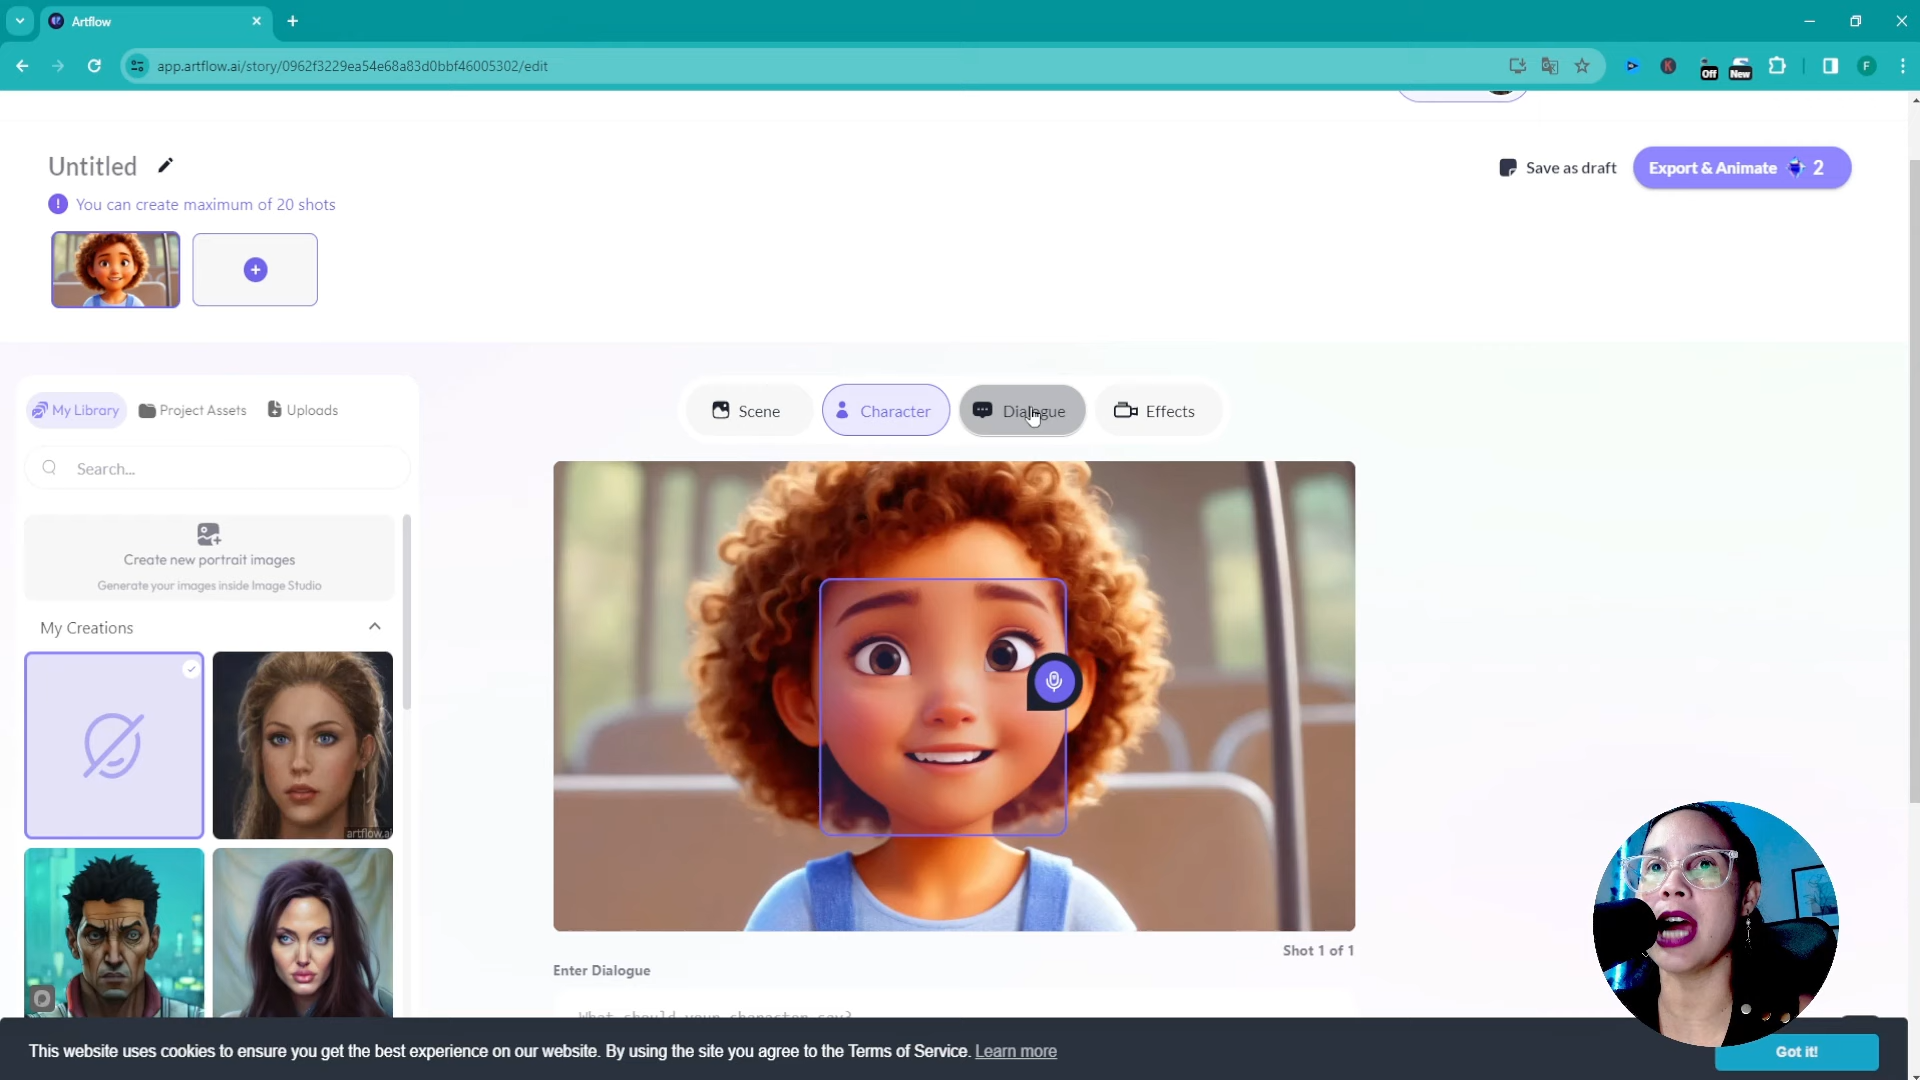 Artflow
app.artflow.ai/story/0962f3229ea54e68a83d0bbf46005302/edit
Off
New
F
Untitled
Save as draft
Export & Animate 2
! You can create maximum of 20 shots
+
My Library
Project Assets
Uploads
Scene
Character
Dialogue
Effects
Search...
Create new portrait images
Generate your images inside Image Studio
My Creations
artflow.ai
Shot 1 of 1
Enter Dialogue
What should your character say?
This website uses cookies to ensure you get the best experience on our website. By using the site you agree to the Terms of Service. Learn more
Got it!